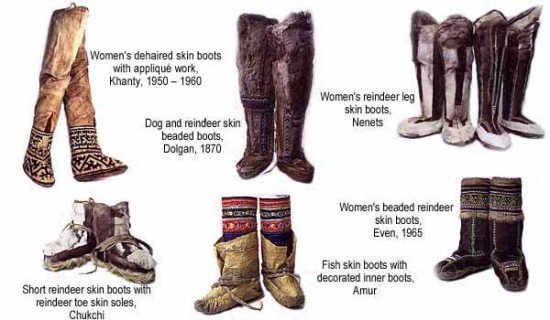 Women's dehaired skin boots
with appliqué work,
Khanty, 1950 – 1960
Dog and reindeer skin
beaded boots,
Dolgan, 1870
Women's reindeer leg
skin boots,
Nenets
Short reindeer skin boots with
reindeer toe skin soles,
Chukchi
Fish skin boots with
decorated inner boots,
Amur
Women's beaded reindeer
skin boots,
Even, 1965